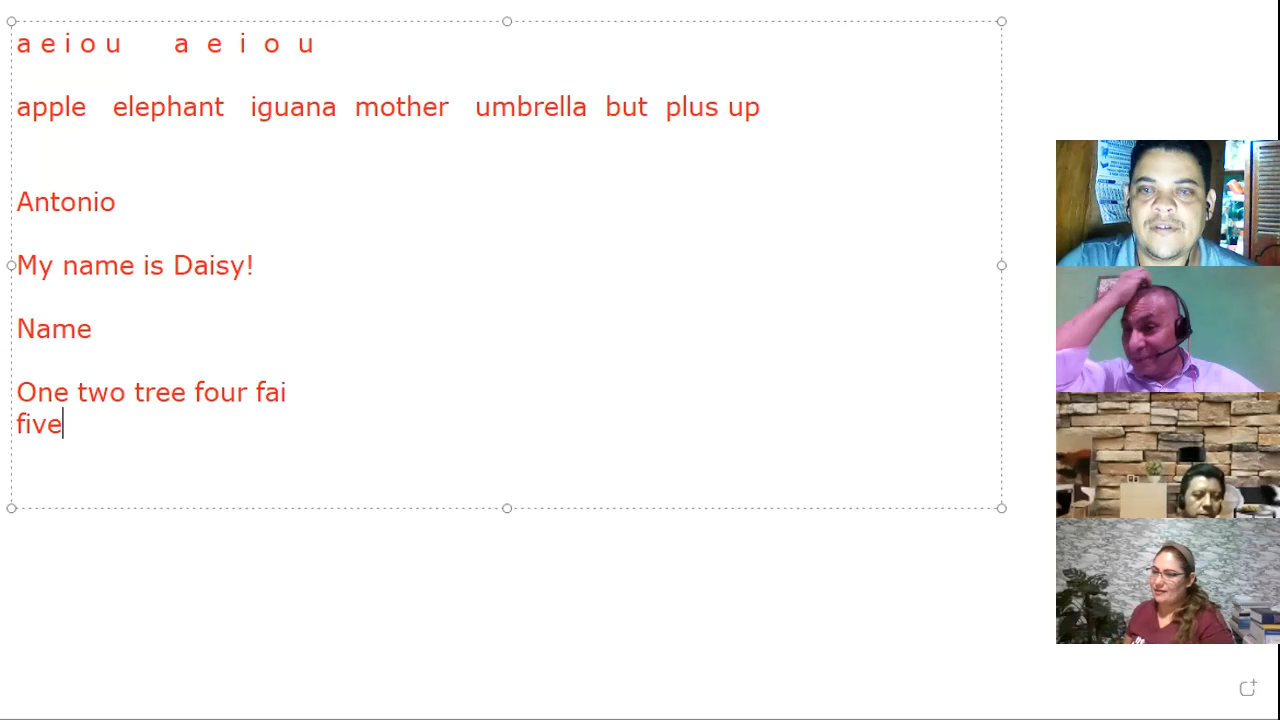 a e i o u a e i o u
apple elephant iguana mother umbrella but plus up
Antonio
My name is Daisy!
Name
One two tree four fai
five